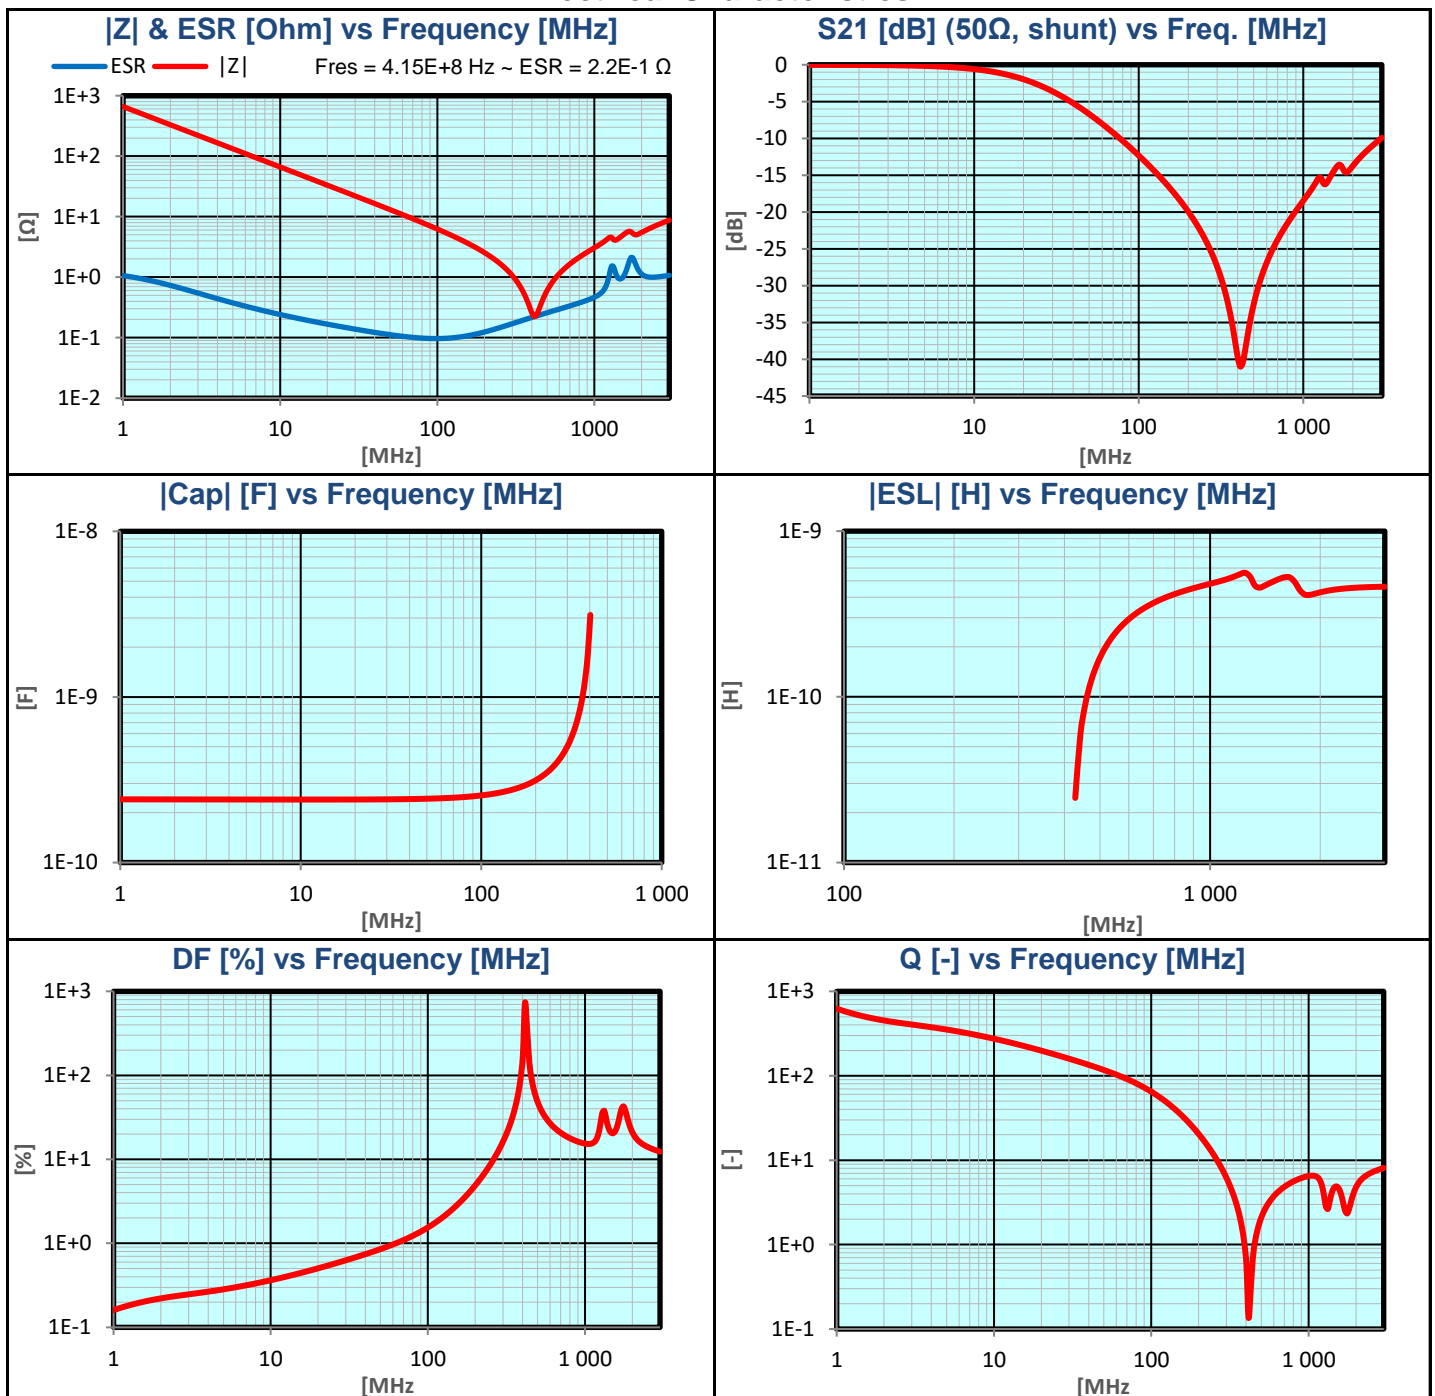 |Z| & ESR [Ohm] vs Frequency [MHz]
ESR |Z| Fres = 4.15E+8 Hz ~ ESR = 2.2E-1 Ω
1E+3
1E+2
1E+1
1E+0
1E-1
1E-2
[Ω]
1 10 100 1000
[MHz]
S21 [dB] (50Ω, shunt) vs Freq. [MHz]
0
-5
-10
-15
-20
-25
-30
-35
-40
-45
[dB]
1 10 100 1 000
[MHz
|Cap| [F] vs Frequency [MHz]
1E-8
1E-9
1E-10
[F]
1 10 100 1 000
[MHz]
|ESL| [H] vs Frequency [MHz]
1E-9
1E-10
1E-11
[H]
100 1 000
[MHz]
DF [%] vs Frequency [MHz]
1E+3
1E+2
1E+1
1E+0
1E-1
[%]
1 10 100 1 000
[MHz
Q [-] vs Frequency [MHz]
1E+3
1E+2
1E+1
1E+0
1E-1
[-]
1 10 100 1 000
[MHz